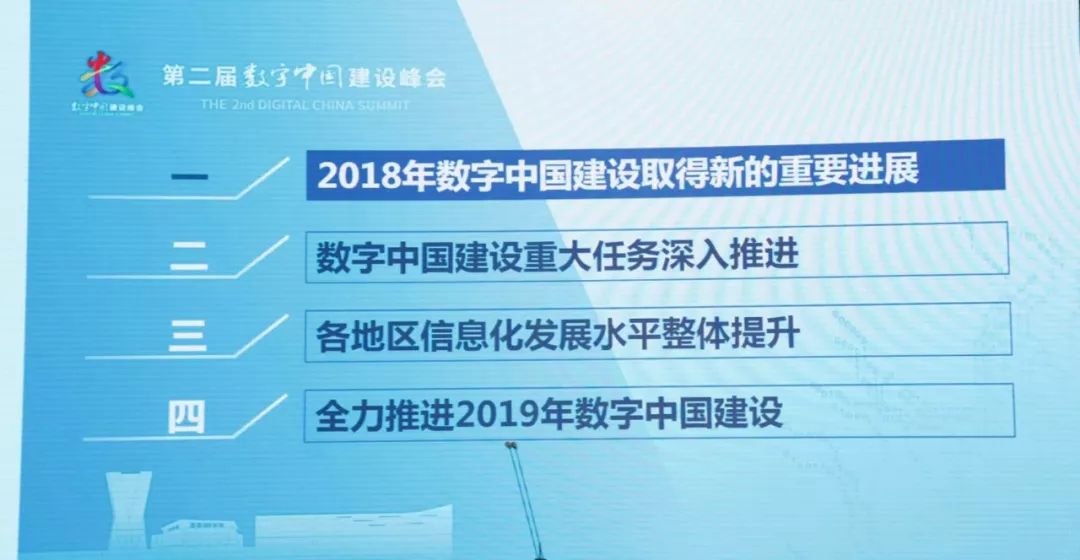 第二届数字中国建设峰会
THE 2nd DIGITAL CHINA SUMMIT
数字中国建设峰会
一
2018年数字中国建设取得新的重要进展
二
数字中国建设重大任务深入推进
三
各地区信息化发展水平整体提升
四
全力推进2019年数字中国建设